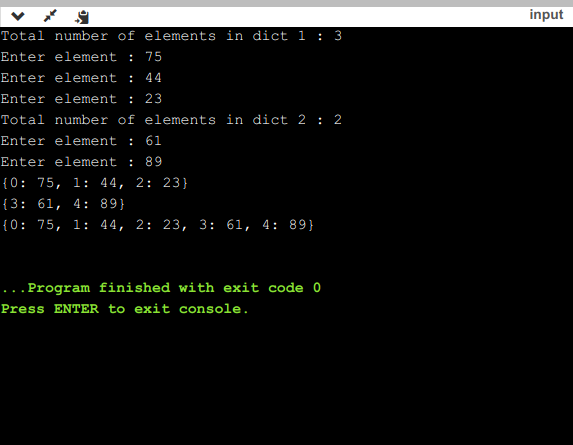 input
Total number of elements in dict 1 : 3
Enter element : 75
Enter element : 44
Enter element : 23
Total number of elements in dict 2 : 2
Enter element : 61
Enter element : 89
{0: 75, 1: 44, 2: 23}
{3: 61, 4: 89}
{0: 75, 1: 44, 2: 23, 3: 61, 4: 89}
...Program finished with exit code 0
Press ENTER to exit console.